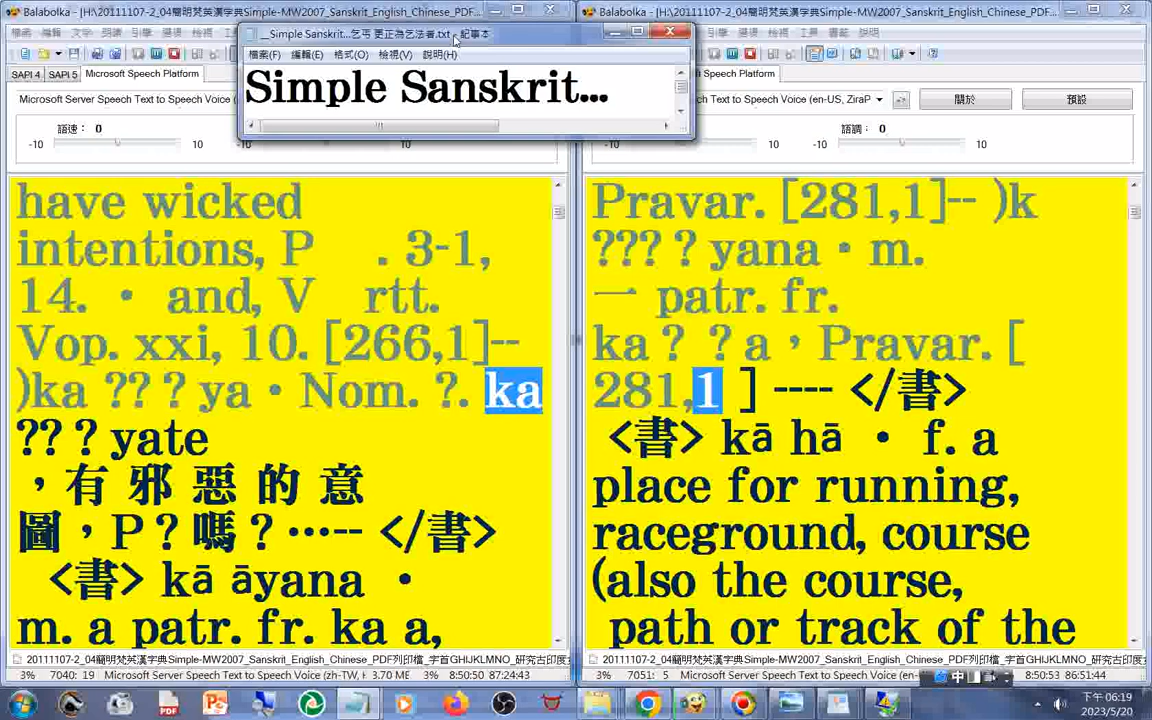 Balabolka - [H:\20111107-2_04簡明梵英漢字典Simple-MW2007_Sanskrit_English_Chinese_PDF...
Balabolka - [H:\20111107-2_04簡明梵英漢字典Simple-MW2007_Sanskrit_English_Chinese_PDF...
__Simple Sanskrit...乞丐 更正為乞法者.txt - 記事本
檔案(F) 編輯(E) 格式(O) 檢視(V) 說明(H)
Simple Sanskrit...
SAPI 4 SAPI 5 Microsoft Speech Platform
Speech Platform
Microsoft Server Speech Text to Speech Voice
ch Text to Speech Voice (en-US, ZiraP
關於
預設
語速： 0
-10 10
10
語調： 0
-10 10
have wicked
intentions, P . 3-1,
14. • and, V rtt.
Vop. xxi, 10. [266,1]--
)ka ??？ya • Nom. ?. ka
??？yate
，有 邪 惡 的 意
圖，P？嗎？…-- </書>
<書> kā āyana •
m. a patr. fr. ka a,
Pravar. [281,1]-- )k
???？yana • m.
一 patr. fr.
ka？？a，Pravar. [
281,1 ] ---- </書>
<書> kā hā • f. a
place for running,
raceground, course
(also the course,
path or track of the
20111107-2_04簡明梵英漢字典Simple-MW2007_Sanskrit_English_Chinese_PDF列印檔_字首GHIJKLMNO_研究古印度
20111107-2_04簡明梵英漢字典Simple-MW2007_Sanskrit_English_Chinese_PDF列印檔_字首GHIJKLMNO_研究古印度
3% 7040: 19 Microsoft Speech Platform Microsoft Server Speech Text to Speech Voice (zh-TW, H 3.70 ME 3% 8:50:50 87:24:43
3% 7051: 5 Microsoft Speech Platform Microsoft Server Speech Text to Speech 8:50:53 86:51:44
中
下午 06:19
2023/5/20